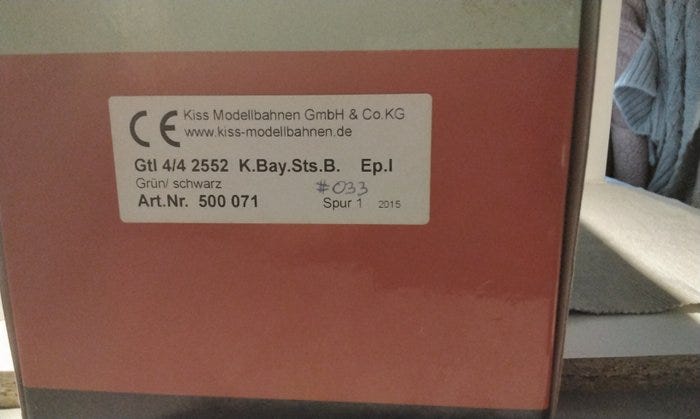 CE Kiss Modellbahnen GmbH & Co.KG
www.kiss-modellbahnen.de
Gtl 4/4 2552 K.Bay.Sts.B. Ep.I
Grün/ schwarz #033
Art.Nr. 500 071 Spur 1 2015